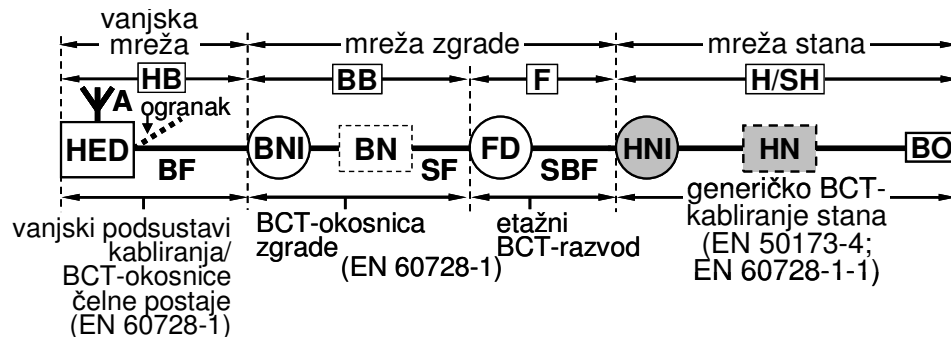 vanjska
mreža
mreža zgrade
mreža stana
HB
BB
F
H/SH
A
ogranak
HED
BNI
BN
FD
HNI
HN
BO
BF
SF
SBF
vanjski podsustavi
kabliranja/
BCT-okosnice
čelne postaje
(EN 60728-1)
BCT-okosnica
zgrade
(EN 60728-1)
etažni
BCT-razvod
generičko BCT-
kabliranje stana
(EN 50173-4;
EN 60728-1-1)